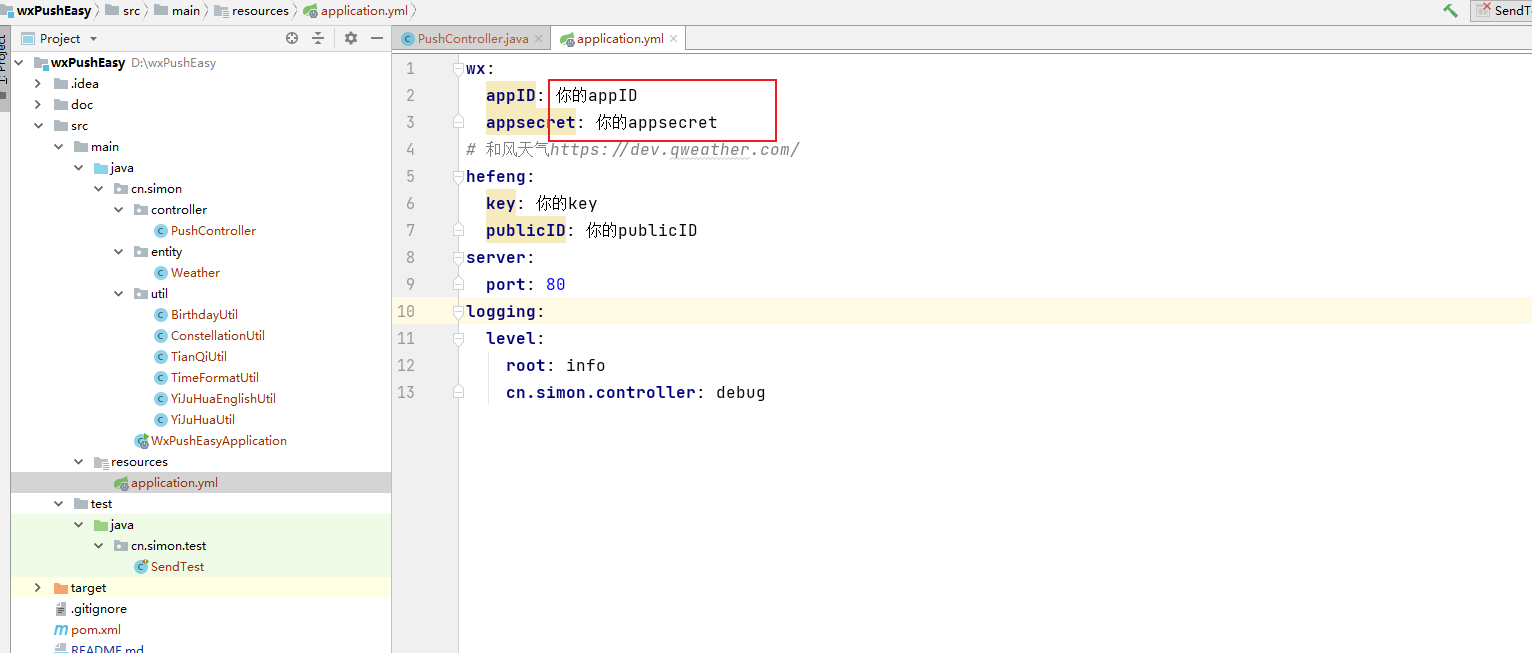 wxPushEasy src main resources application.yml SendT
Project PushController.java application.yml
1: Project
wxPushEasy D:\wxPushEasy
.idea
doc
src
main
java
cn.simon
controller
PushController
entity
Weather
util
BirthdayUtil
ConstellationUtil
TianQiUtil
TimeFormatUtil
YiJuHuaEnglishUtil
YiJuHuaUtil
WxPushEasyApplication
resources
application.yml
test
java
cn.simon.test
SendTest
target
.gitignore
pom.xml
README.md
1 wx:
2 appID: 你的appID
3 appsecret: 你的appsecret
4 # 和风天气https://dev.qweather.com/
5 hefeng:
6 key: 你的key
7 publicID: 你的publicID
8 server:
9 port: 80
10 logging:
11 level:
12 root: info
13 cn.simon.controller: debug